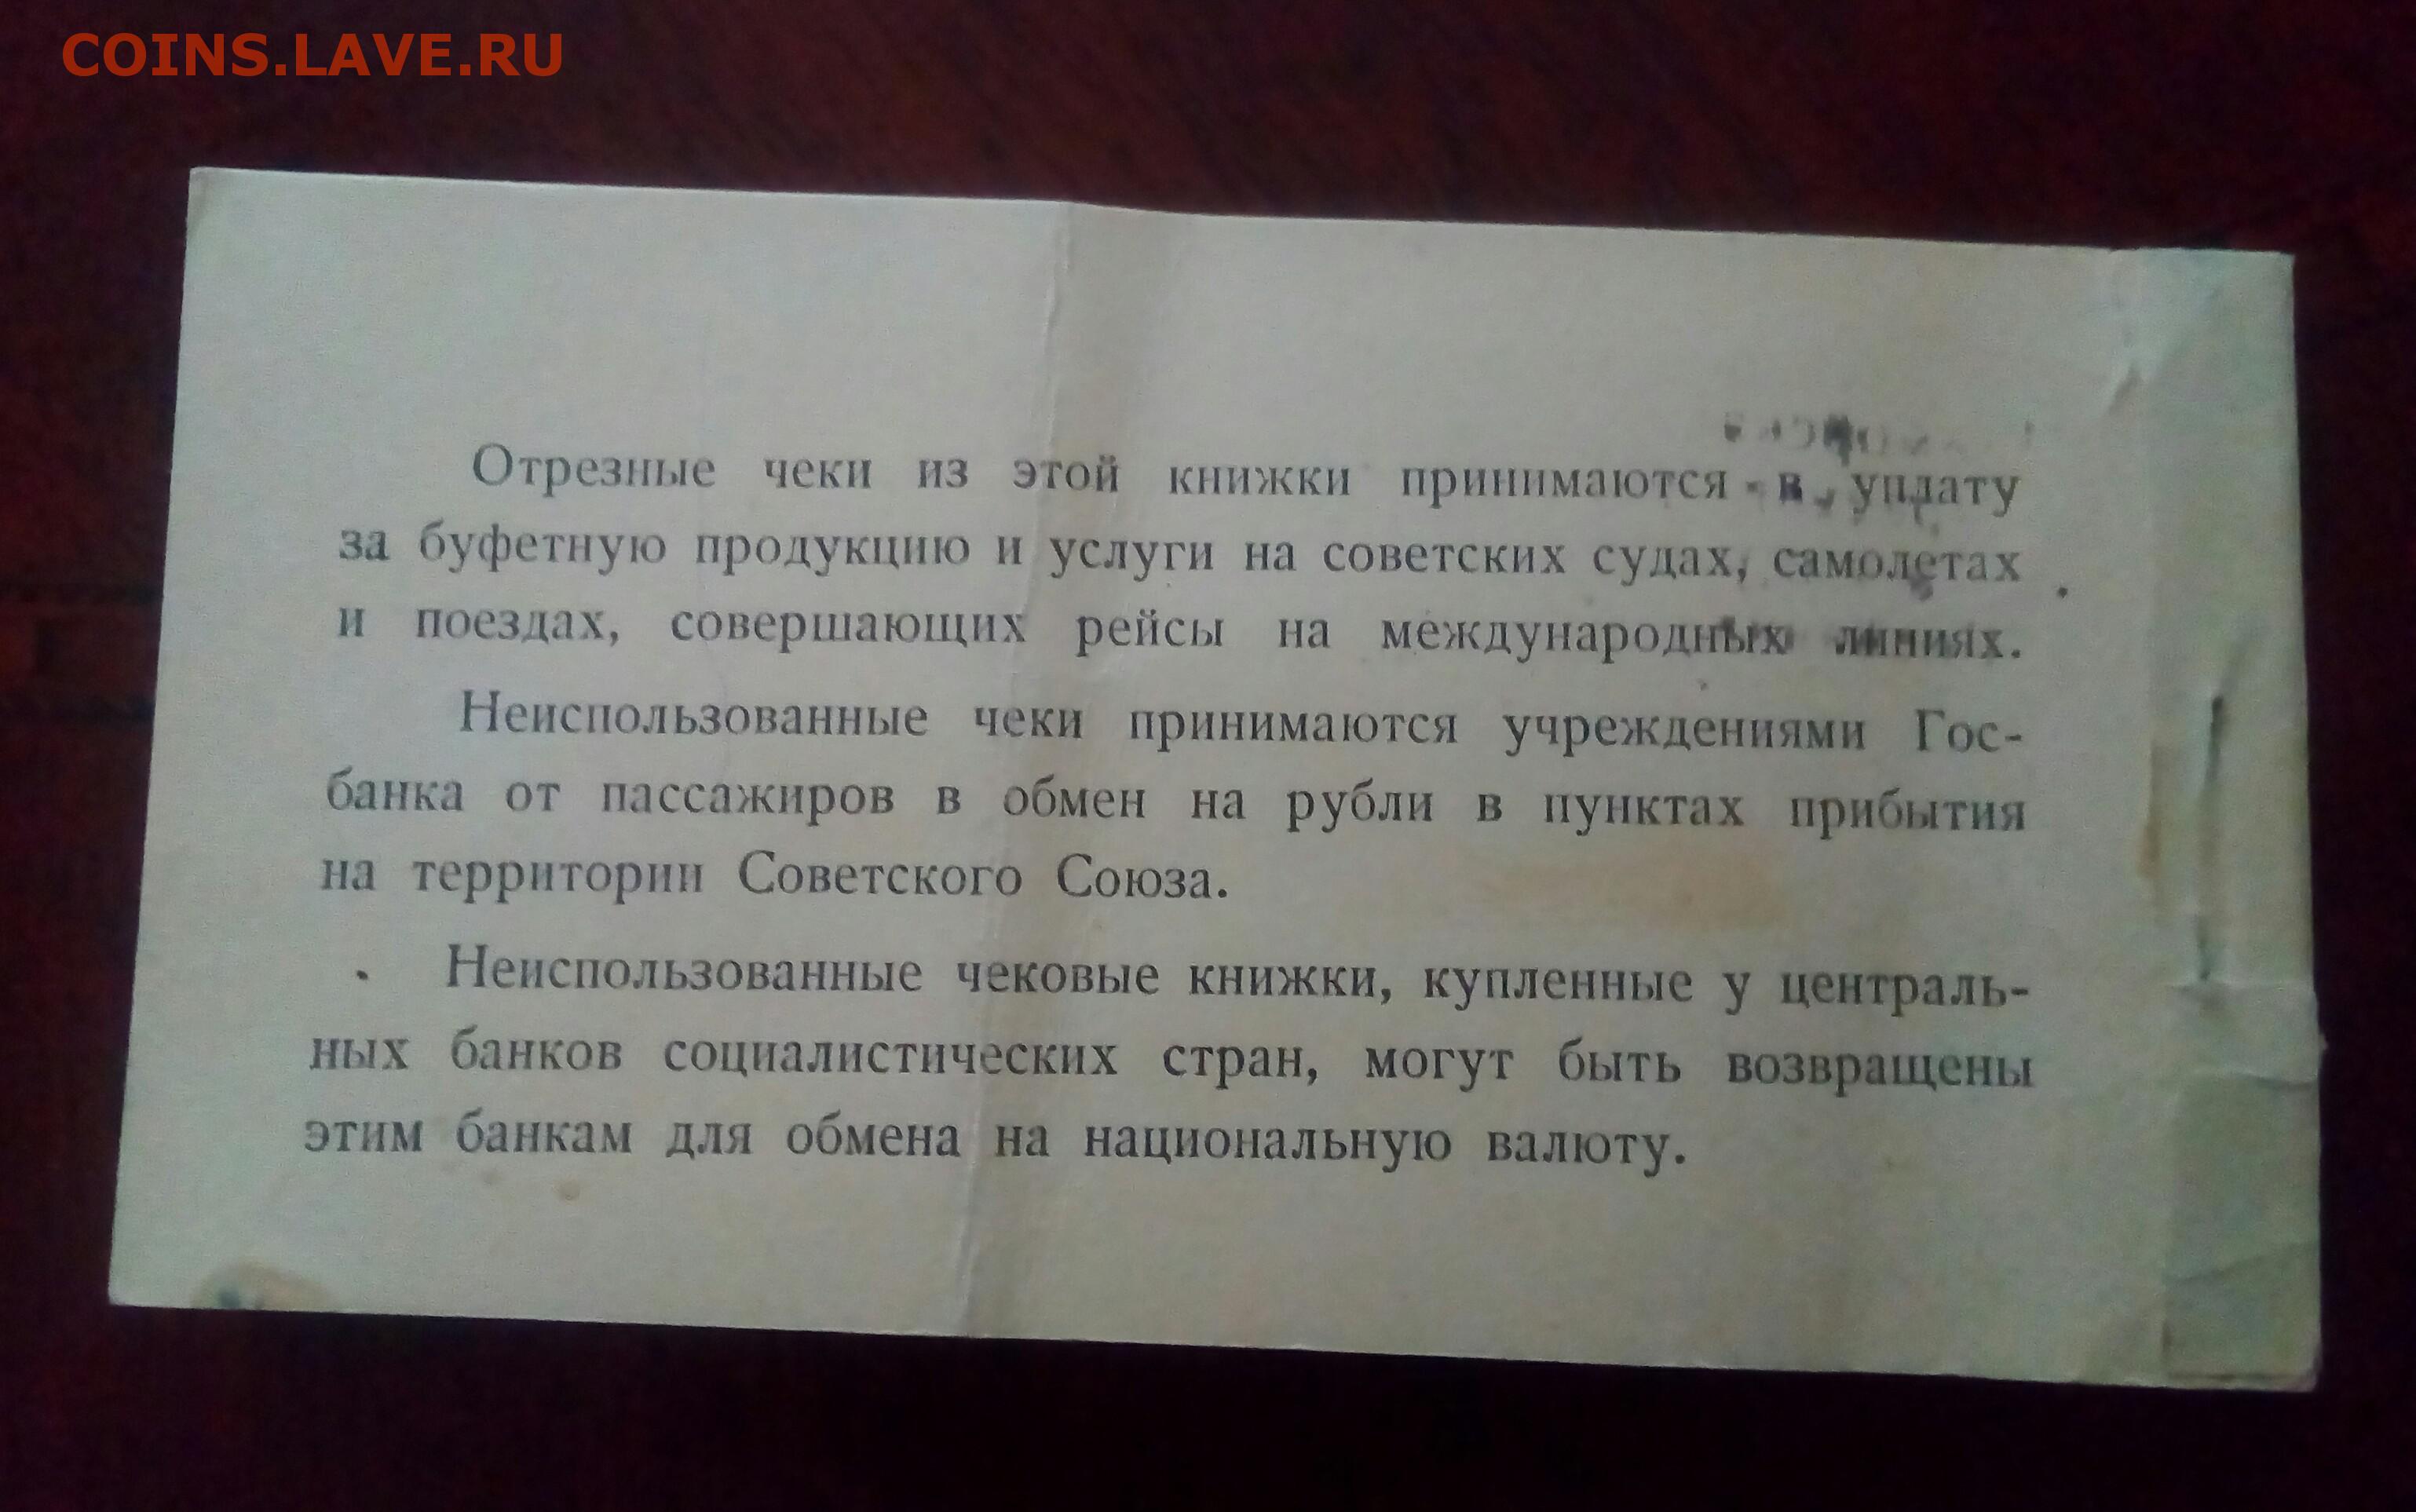 COINS.LAVE.RU
Отрезные чеки из этой книжки принимаются в уплату
за буфетную продукцию и услуги на советских судах, самолетах
и поездах, совершающих рейсы на международных линиях.
Неиспользованные чеки принимаются учреждениями Гос-
банка от пассажиров в обмен на рубли в пунктах прибытия
на территории Советского Союза.
Неиспользованные чековые книжки, купленные у централь-
ных банков социалистических стран, могут быть возвращены
этим банкам для обмена на национальную валюту.